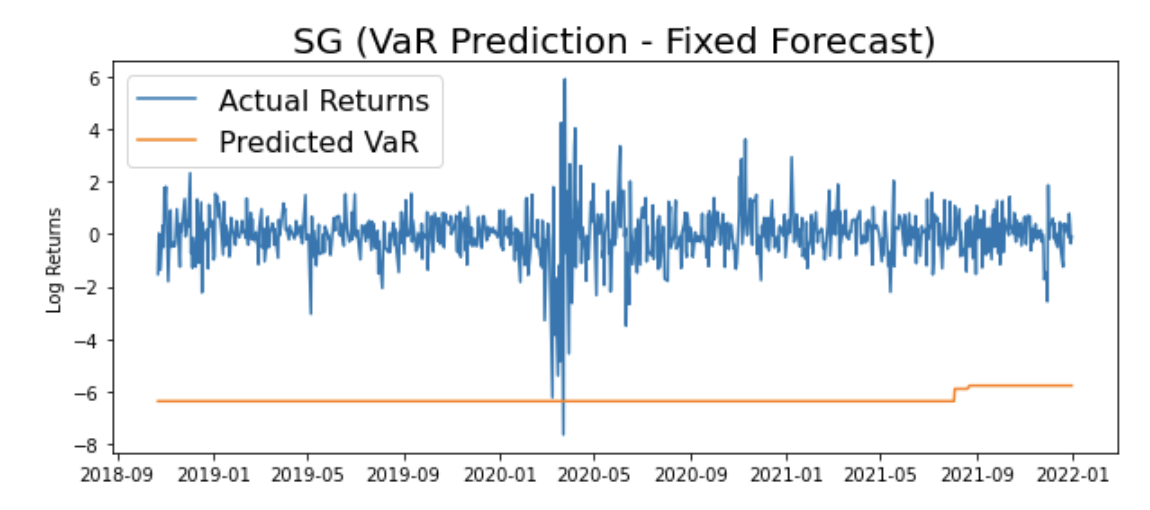 SG (VaR Prediction - Fixed Forecast)
Actual Returns
Predicted VaR
Log Returns
6
4
2
0
−2
−4
−6
−8
2018-09 2019-01 2019-05 2019-09 2020-01 2020-05 2020-09 2021-01 2021-05 2021-09 2022-01